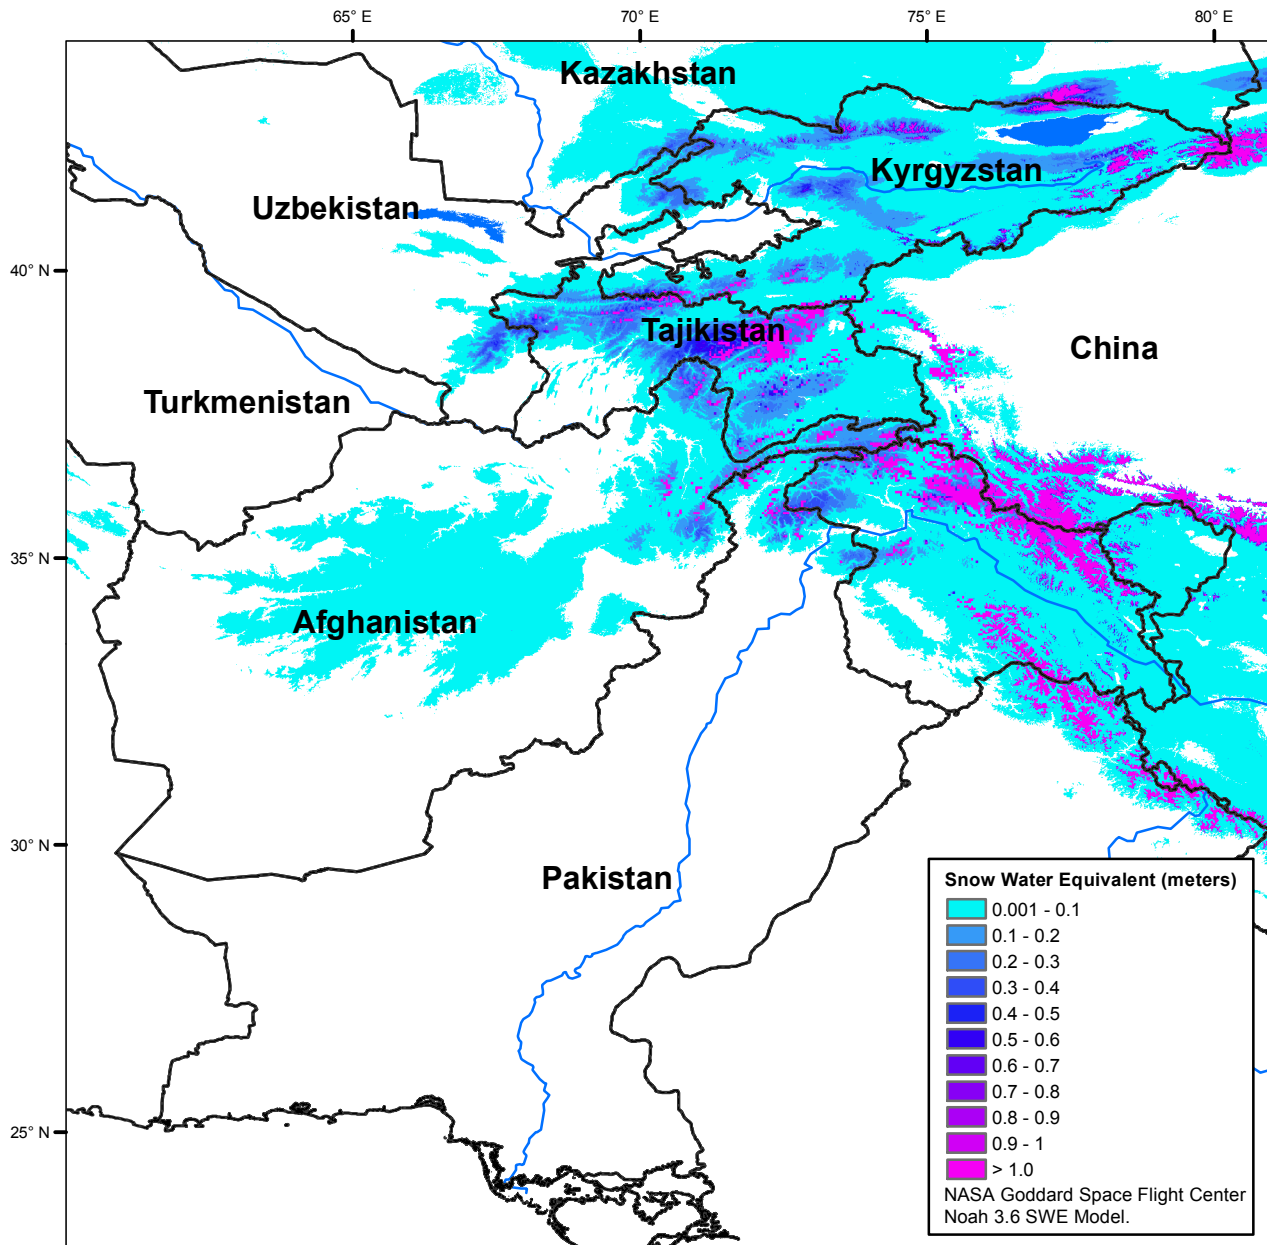 65° E
70° E
75° E
80° E
Kazakhstan
Kyrgyzstan
Uzbekistan
40° N
Tajikistan
China
Turkmenistan
35° N
Afghanistan
30° N
Pakistan
25° N
Snow Water Equivalent (meters)
0.001 - 0.1
0.1 - 0.2
0.2 - 0.3
0.3 - 0.4
0.4 - 0.5
0.5 - 0.6
0.6 - 0.7
0.7 - 0.8
0.8 - 0.9
0.9 - 1
> 1.0
NASA Goddard Space Flight Center
Noah 3.6 SWE Model.